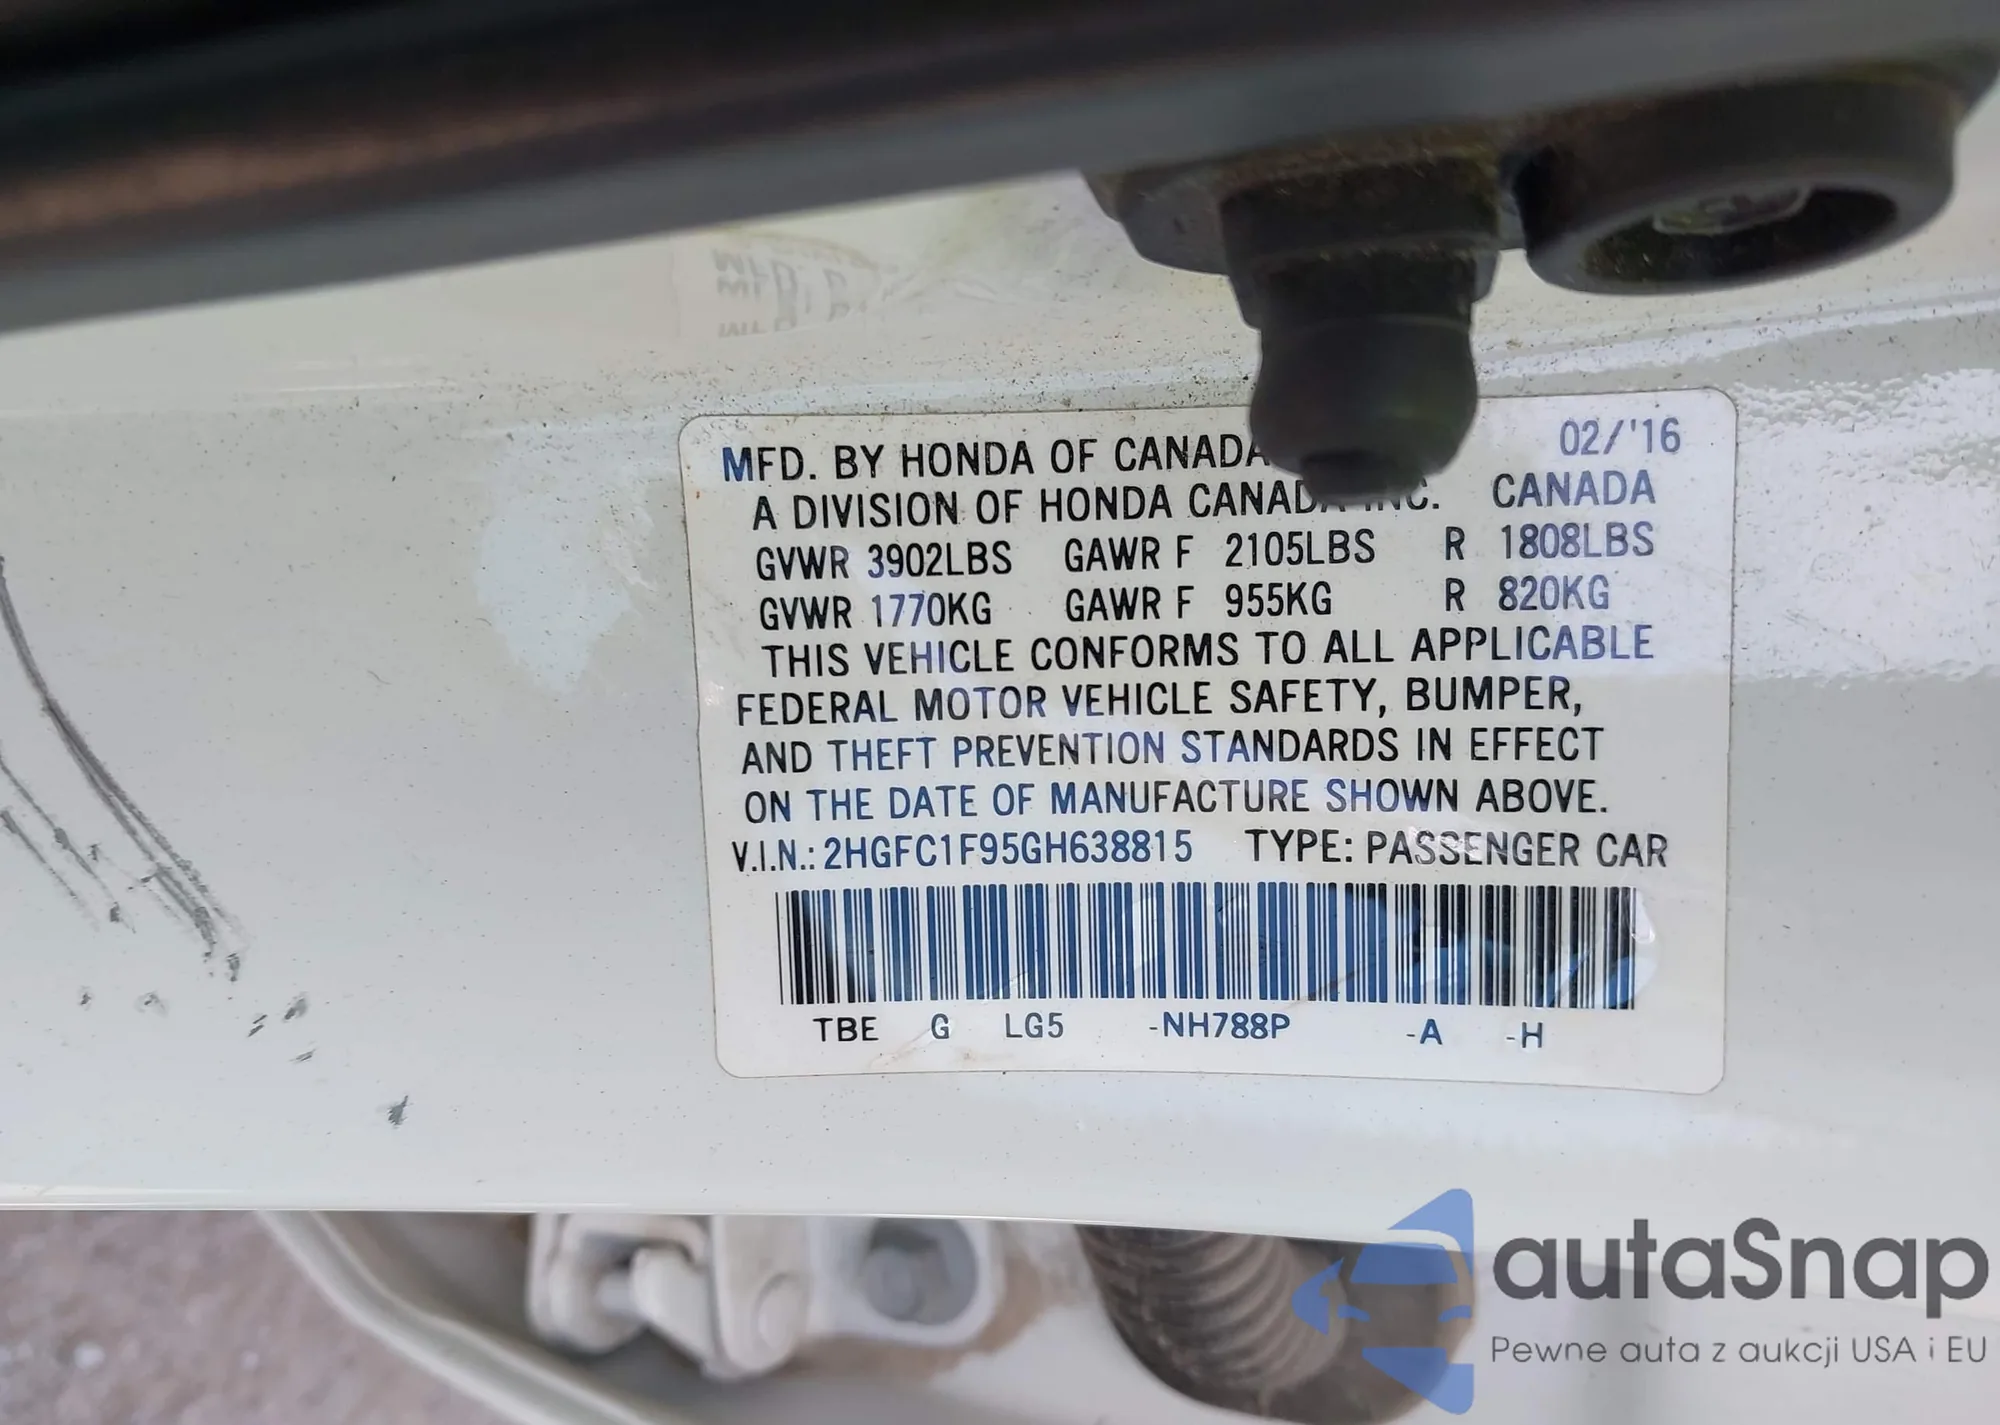 MFD. BY HONDA OF CANADA 02/'16
A DIVISION OF HONDA CANADA INC. CANADA
GVWR 3902LBS GAWR F 2105LBS R 1808LBS
GVWR 1770KG GAWR F 955KG R 820KG
THIS VEHICLE CONFORMS TO ALL APPLICABLE
FEDERAL MOTOR VEHICLE SAFETY, BUMPER,
AND THEFT PREVENTION STANDARDS IN EFFECT
ON THE DATE OF MANUFACTURE SHOWN ABOVE.
V.I.N.: 2HGFC1F95GH638815 TYPE: PASSENGER CAR
TBE G LG5 -NH788P -A -H
autaSnap
Pewne auta z aukcji USA i EU